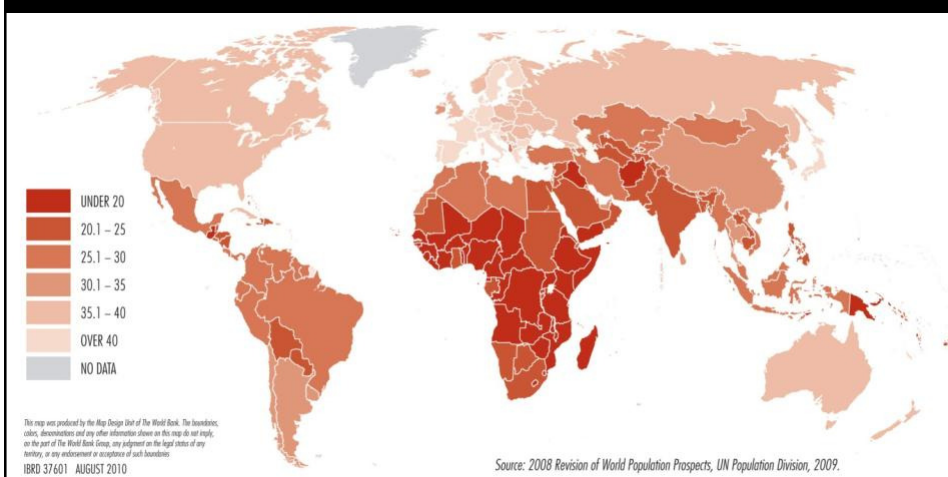 UNDER 20
20.1 – 25
25.1 – 30
30.1 – 35
35.1 – 40
OVER 40
NO DATA
This map was produced by the Map Design Unit of The World Bank. The boundaries,
colors, denominations and any other information shown on this map do not imply,
on the part of The World Bank Group, any judgment on the legal status of any
territory, or any endorsement or acceptance of such boundaries
IBRD 37601 AUGUST 2010
Source: 2008 Revision of World Population Prospects, UN Population Division, 2009.